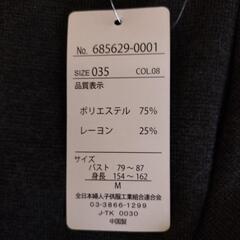 No. 685629-0001
SIZE 035 COL.08
品質表示
ポリエステル 75%
レーヨン 25%
サイズ
バスト 79～87
身長 154～162
M
全日本婦人子供服工業組合連合会
03-3866-1299
J-TK 0030
中国製